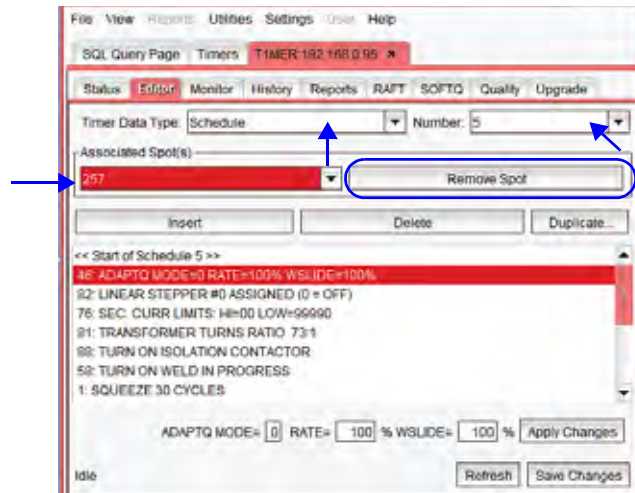 File View Reports Utilities Settings User Help
SQL Query Page Timers TIMER:192.168.0.95 ×
Status Editor Monitor History Reports RAFT SOFTQ Quality Upgrade
Timer Data Type: Schedule Number: 5
Associated Spot(s)
257 Remove Spot
Insert Delete Duplicate...
<< Start of Schedule 5 >>
46: ADAPTQ MODE=0 RATE=100% WSLIDE=100%
82: LINEAR STEPPER #0 ASSIGNED (0 = OFF)
76: SEC. CURR LIMITS: HI=00 LOW=99990
91: TRANSFORMER TURNS RATIO 73:1
88: TURN ON ISOLATION CONTACTOR
58: TURN ON WELD IN PROGRESS
1: SQUEEZE 30 CYCLES
ADAPTQ MODE= 0 RATE= 100 % WSLIDE= 100 % Apply Changes
Idle Refresh Save Changes